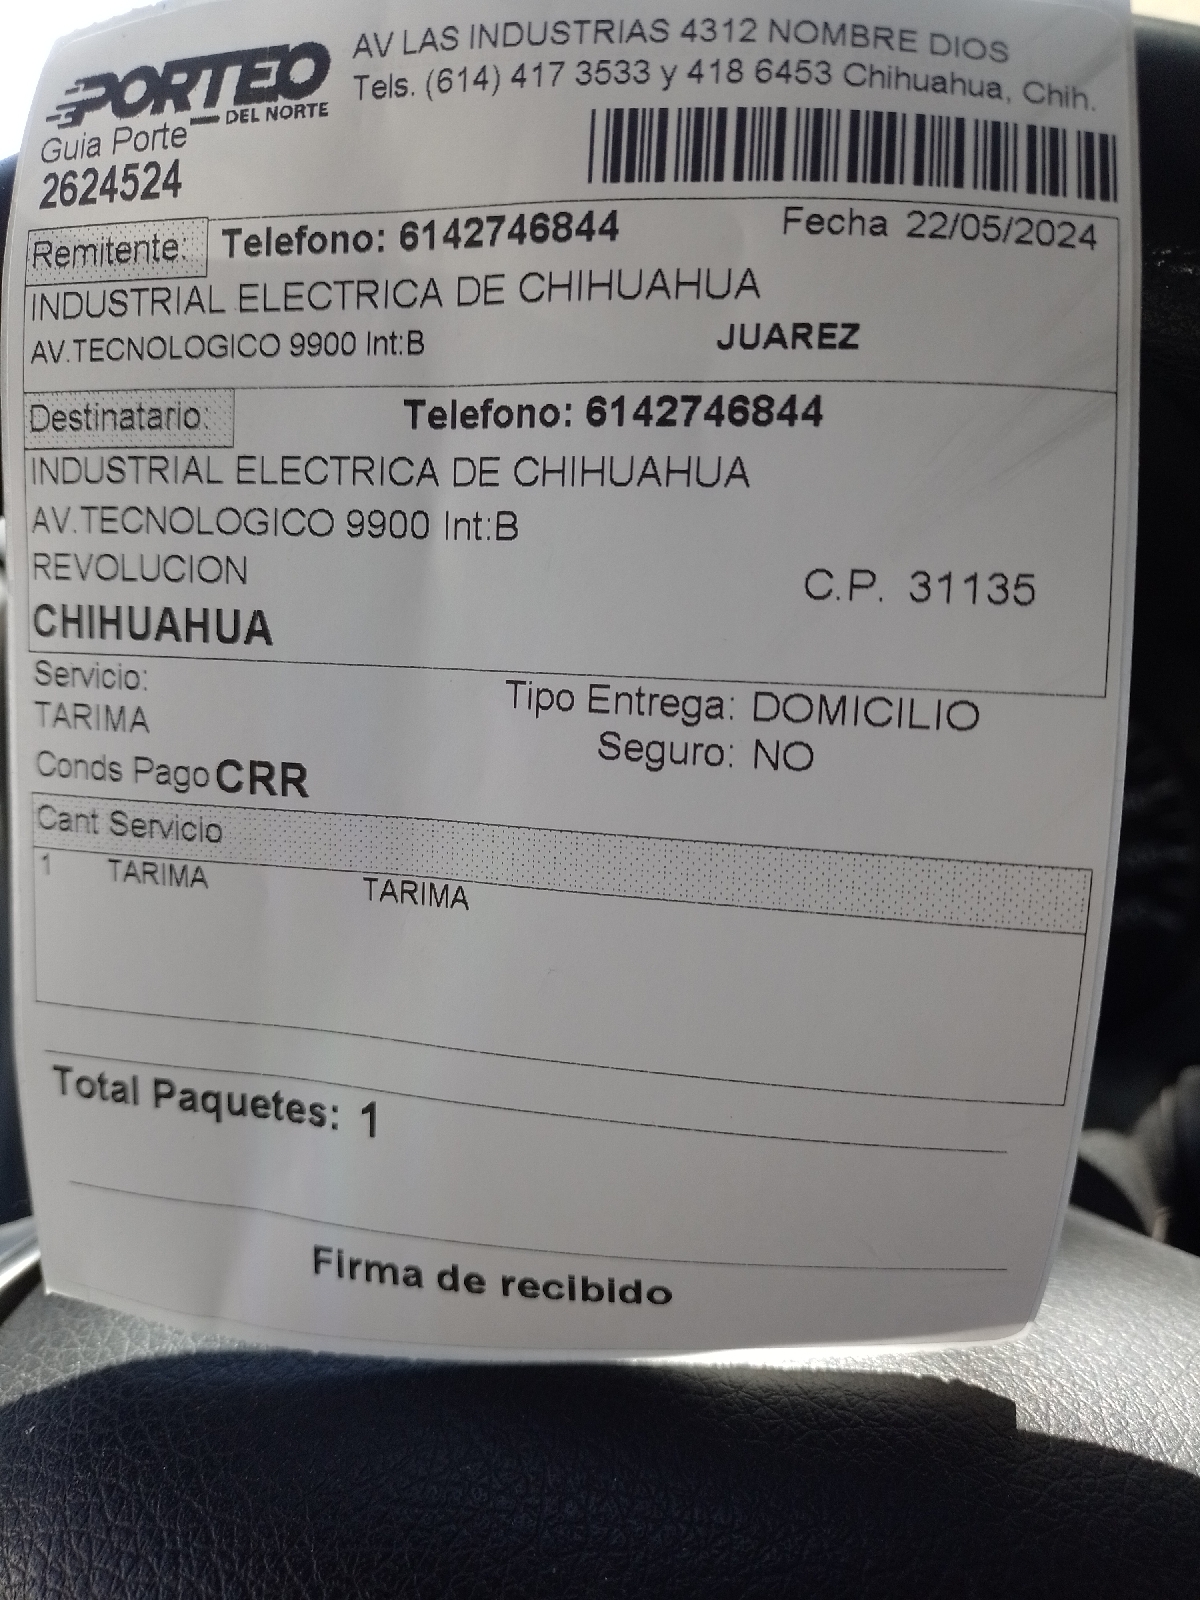 PORTEO
DEL NORTE
AV LAS INDUSTRIAS 4312 NOMBRE DIOS
Tels. (614) 417 3533 y 418 6453 Chihuahua, Chih.
Guia Porte
2624524
Remitente: Telefono: 6142746844 Fecha 22/05/2024
INDUSTRIAL ELECTRICA DE CHIHUAHUA
AV.TECNOLOGICO 9900 Int:B JUAREZ
Destinatario: Telefono: 6142746844
INDUSTRIAL ELECTRICA DE CHIHUAHUA
AV.TECNOLOGICO 9900 Int:B
REVOLUCION C.P. 31135
CHIHUAHUA
Servicio: Tipo Entrega: DOMICILIO
TARIMA Seguro: NO
Conds Pago CRR
Cant Servicio
1 TARIMA TARIMA
Total Paquetes: 1
Firma de recibido